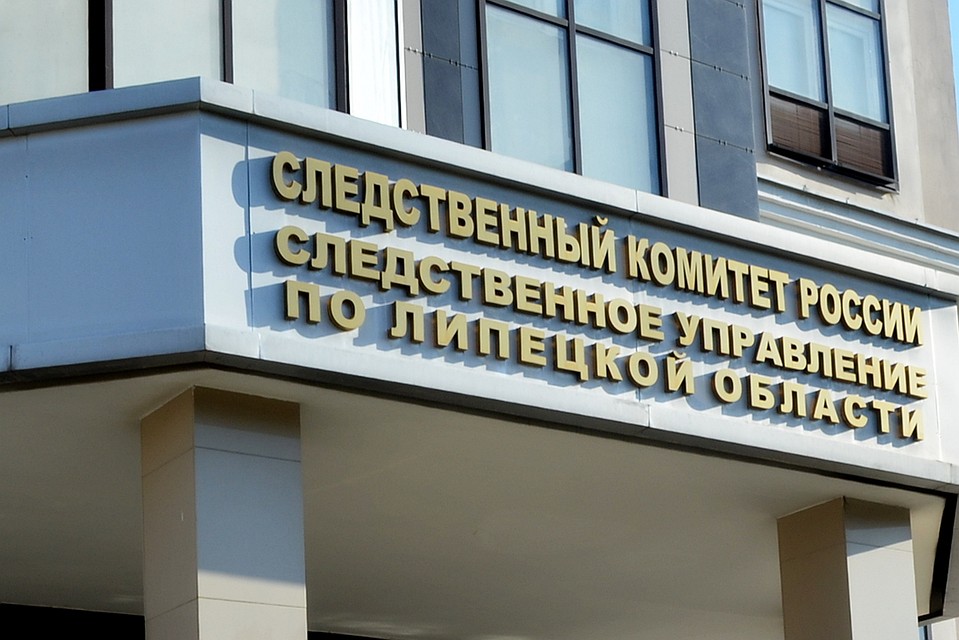 СЛЕДСТВЕННЫЙ КОМИТЕТ РОССИИ
СЛЕДСТВЕННОЕ УПРАВЛЕНИЕ
ПО ЛИПЕЦКОЙ ОБЛАСТИ